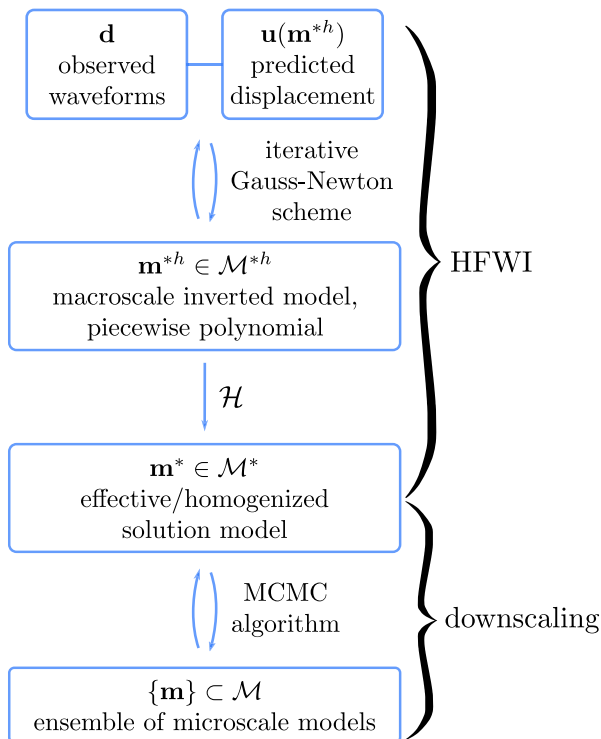 d
observed
waveforms
u(m*ʰ)
predicted
displacement
iterative
Gauss-Newton
scheme
m*ʰ ∈ ℳ*ʰ
macroscale inverted model,
piecewise polynomial
HFWI
ℋ
m* ∈ ℳ*
effective/homogenized
solution model
MCMC
algorithm
downscaling
{m} ⊂ ℳ
ensemble of microscale models